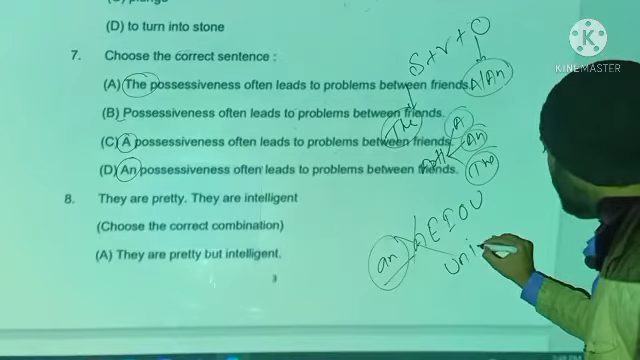 (D) to turn into stone
7. Choose the correct sentence :
(A) The possessiveness often leads to problems between friends.
(B) Possessiveness often leads to problems between friends.
(C) A possessiveness often leads to problems between friends.
(D) An possessiveness often leads to problems between friends.
8. They are pretty. They are intelligent
(Choose the correct combination)
(A) They are pretty but intelligent.
3
S+V+O
A/An
The
A
An
The
an
A E I O U
uni
KINEMASTER